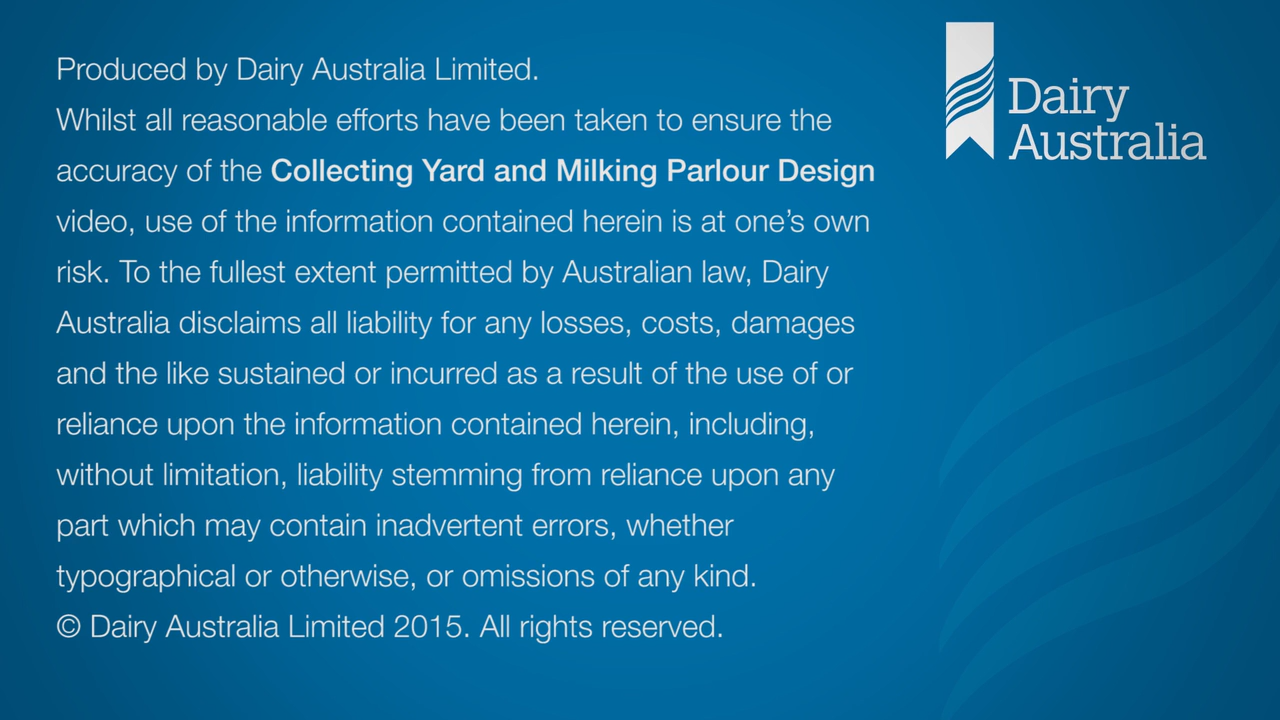 Produced by Dairy Australia Limited.
Whilst all reasonable efforts have been taken to ensure the
accuracy of the Collecting Yard and Milking Parlour Design
video, use of the information contained herein is at one’s own
risk. To the fullest extent permitted by Australian law, Dairy
Australia disclaims all liability for any losses, costs, damages
and the like sustained or incurred as a result of the use of or
reliance upon the information contained herein, including,
without limitation, liability stemming from reliance upon any
part which may contain inadvertent errors, whether
typographical or otherwise, or omissions of any kind.
© Dairy Australia Limited 2015. All rights reserved.
Dairy
Australia